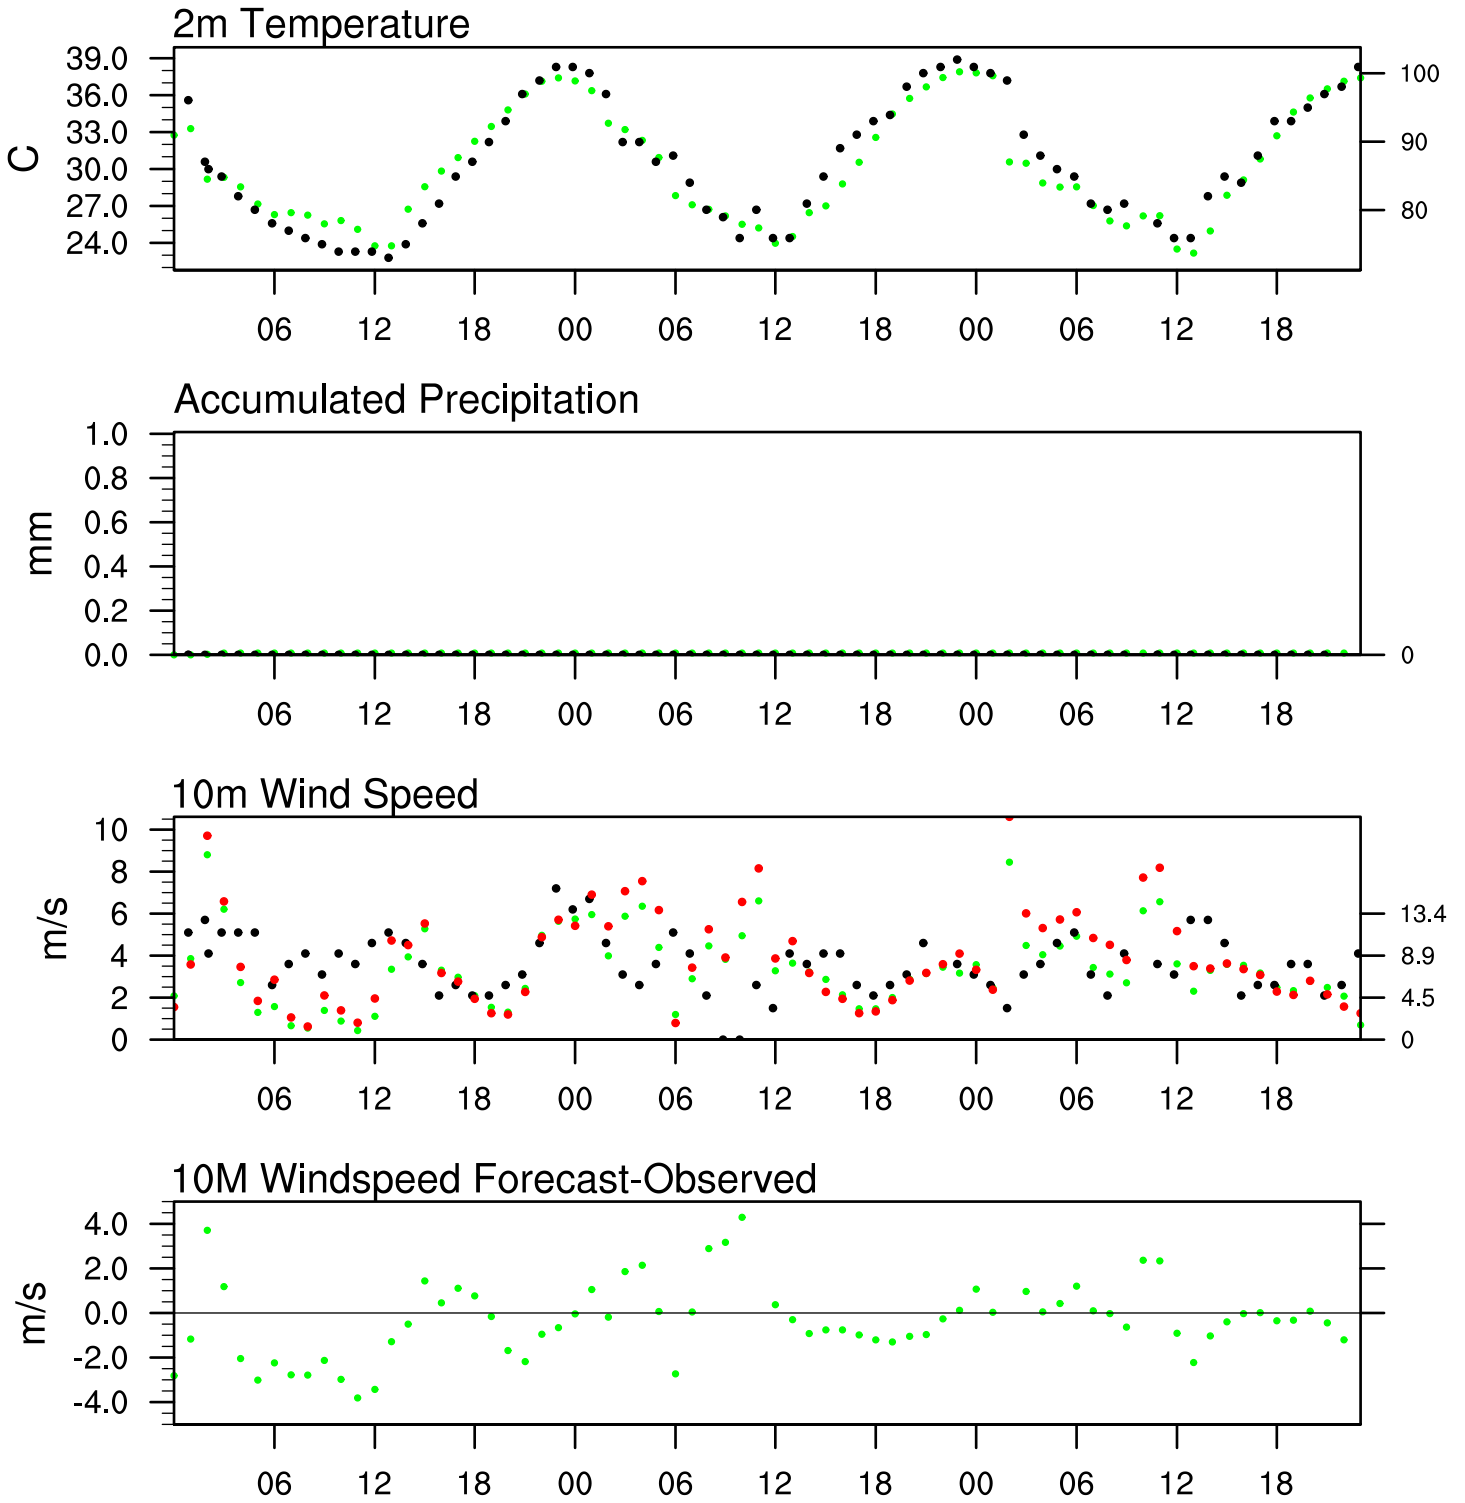 2m Temperature
39.0
36.0
33.0
30.0
27.0
24.0
C
100
90
80
06 12 18 00 06 12 18 00 06 12 18
Accumulated Precipitation
1.0
0.8
0.6
0.4
0.2
0.0
mm
0
06 12 18 00 06 12 18 00 06 12 18
10m Wind Speed
10
8
6
4
2
0
m/s
13.4
8.9
4.5
0
06 12 18 00 06 12 18 00 06 12 18
10M Windspeed Forecast-Observed
4.0
2.0
0.0
-2.0
-4.0
m/s
06 12 18 00 06 12 18 00 06 12 18